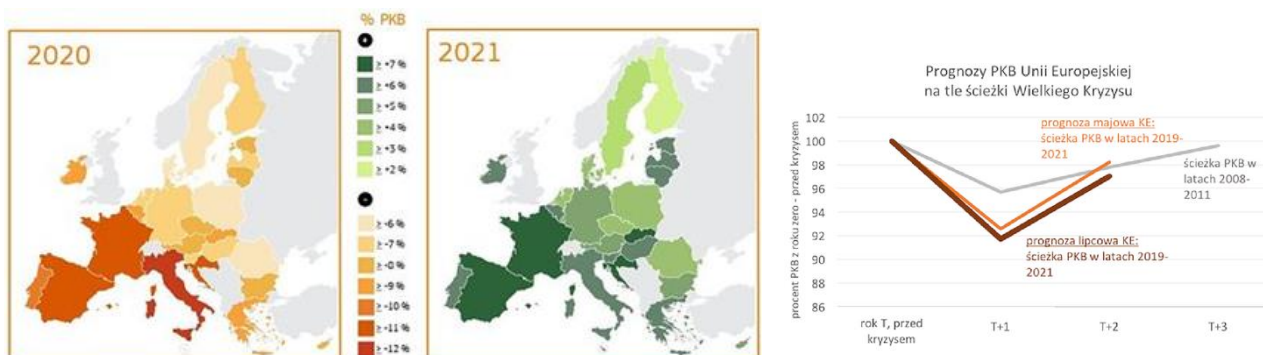 % PKB
2020
≥ +7 %
≥ +6 %
≥ +5 %
≥ +4 %
≥ +3 %
≥ +2 %
≥ -6 %
≥ -7 %
≥ -8 %
≥ -9 %
≥ -10 %
≥ -11 %
≥ -12 %
2021
Prognozy PKB Unii Europejskiej
na tle ścieżki Wielkiego Kryzysu
procent PKB z roku zero - przed kryzysem
102
100
98
96
94
92
90
88
86
prognoza majowa KE:
ścieżka PKB w latach 2019-
2021
ścieżka PKB w
latach 2008-
2011
prognoza lipcowa KE:
ścieżka PKB w latach 2019-
2021
rok T, przed
kryzysem
T+1
T+2
T+3